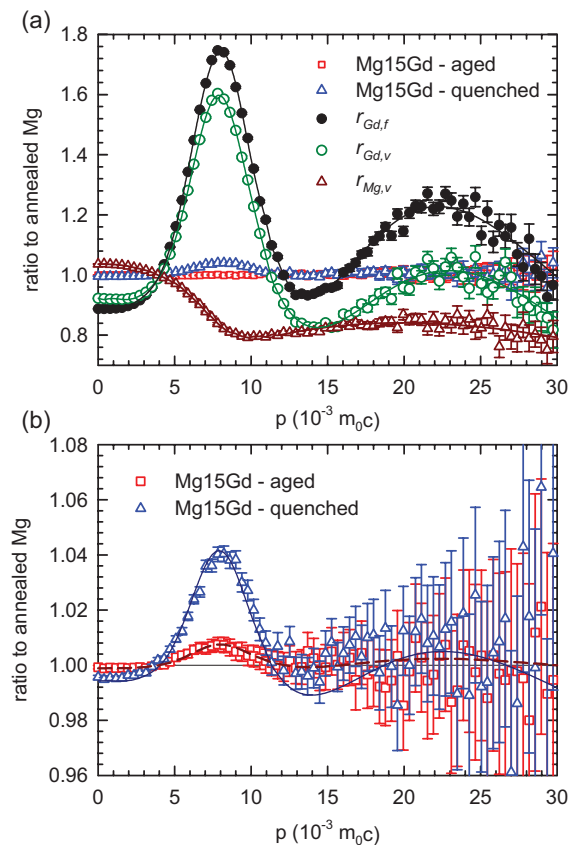 (a)
1.8
1.6
1.4
1.2
1.0
0.8
ratio to annealed Mg
Mg15Gd - aged
Mg15Gd - quenched
r_Gd,f
r_Gd,v
r_Mg,v
0 5 10 15 20 25 30
p (10⁻³ m₀c)
(b)
1.08
1.06
1.04
1.02
1.00
0.98
0.96
ratio to annealed Mg
Mg15Gd - aged
Mg15Gd - quenched
0 5 10 15 20 25 30
p (10⁻³ m₀c)